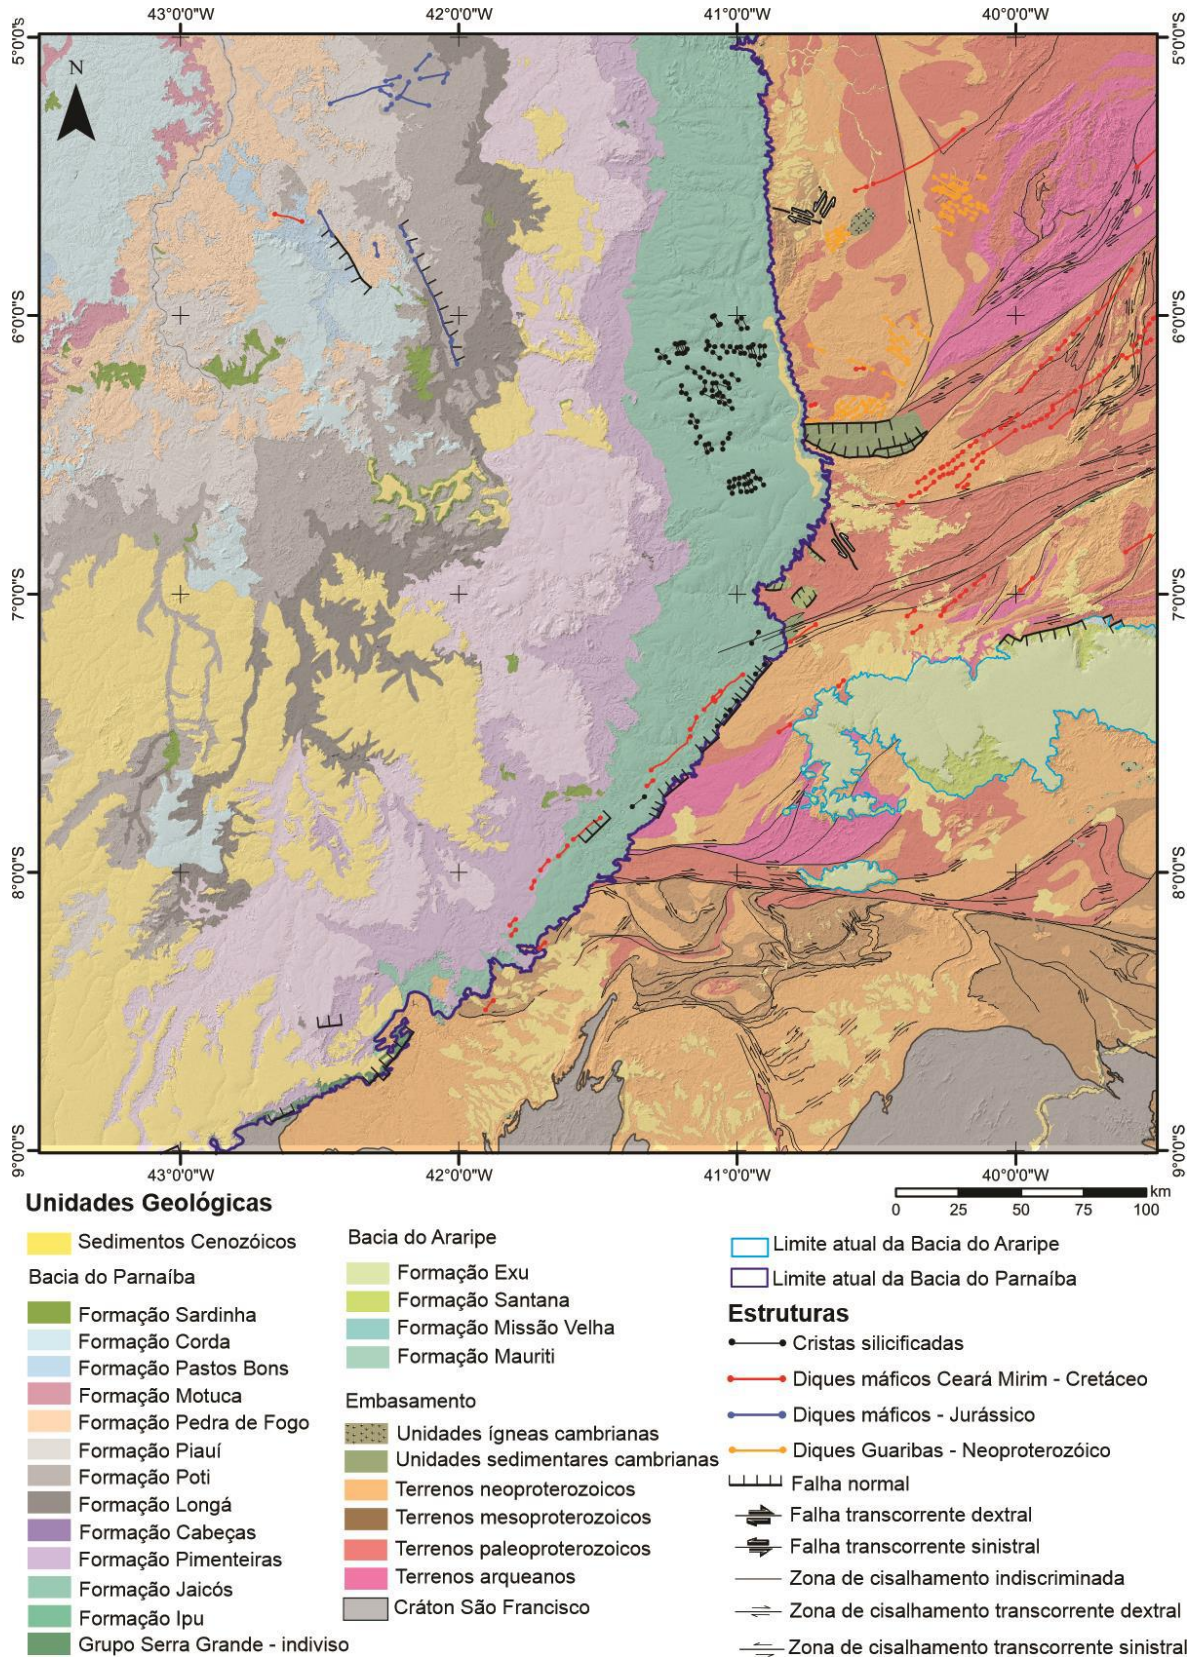 43°0'0"W 42°0'0"W 41°0'0"W 40°0'0"W
5°0'0"S 5°0'0"S
N
6°0'0"S 6°0'0"S
7°0'0"S 7°0'0"S
8°0'0"S 8°0'0"S
9°0'0"S 9°0'0"S
43°0'0"W 42°0'0"W 41°0'0"W 40°0'0"W
km
0 25 50 75 100
Unidades Geológicas
Sedimentos Cenozóicos
Bacia do Parnaíba
Formação Sardinha
Formação Corda
Formação Pastos Bons
Formação Motuca
Formação Pedra de Fogo
Formação Piauí
Formação Poti
Formação Longá
Formação Cabeças
Formação Pimenteiras
Formação Jaicós
Formação Ipu
Grupo Serra Grande - indiviso
Bacia do Araripe
Formação Exu
Formação Santana
Formação Missão Velha
Formação Mauriti
Embasamento
Unidades ígneas cambrianas
Unidades sedimentares cambrianas
Terrenos neoproterozoicos
Terrenos mesoproterozoicos
Terrenos paleoproterozoicos
Terrenos arqueanos
Cráton São Francisco
Limite atual da Bacia do Araripe
Limite atual da Bacia do Parnaíba
Estruturas
Cristas silicificadas
Diques máficos Ceará Mirim - Cretáceo
Diques máficos - Jurássico
Diques Guaribas - Neoproterozóico
Falha normal
Falha transcorrente dextral
Falha transcorrente sinistral
Zona de cisalhamento indiscriminada
Zona de cisalhamento transcorrente dextral
Zona de cisalhamento transcorrente sinistral